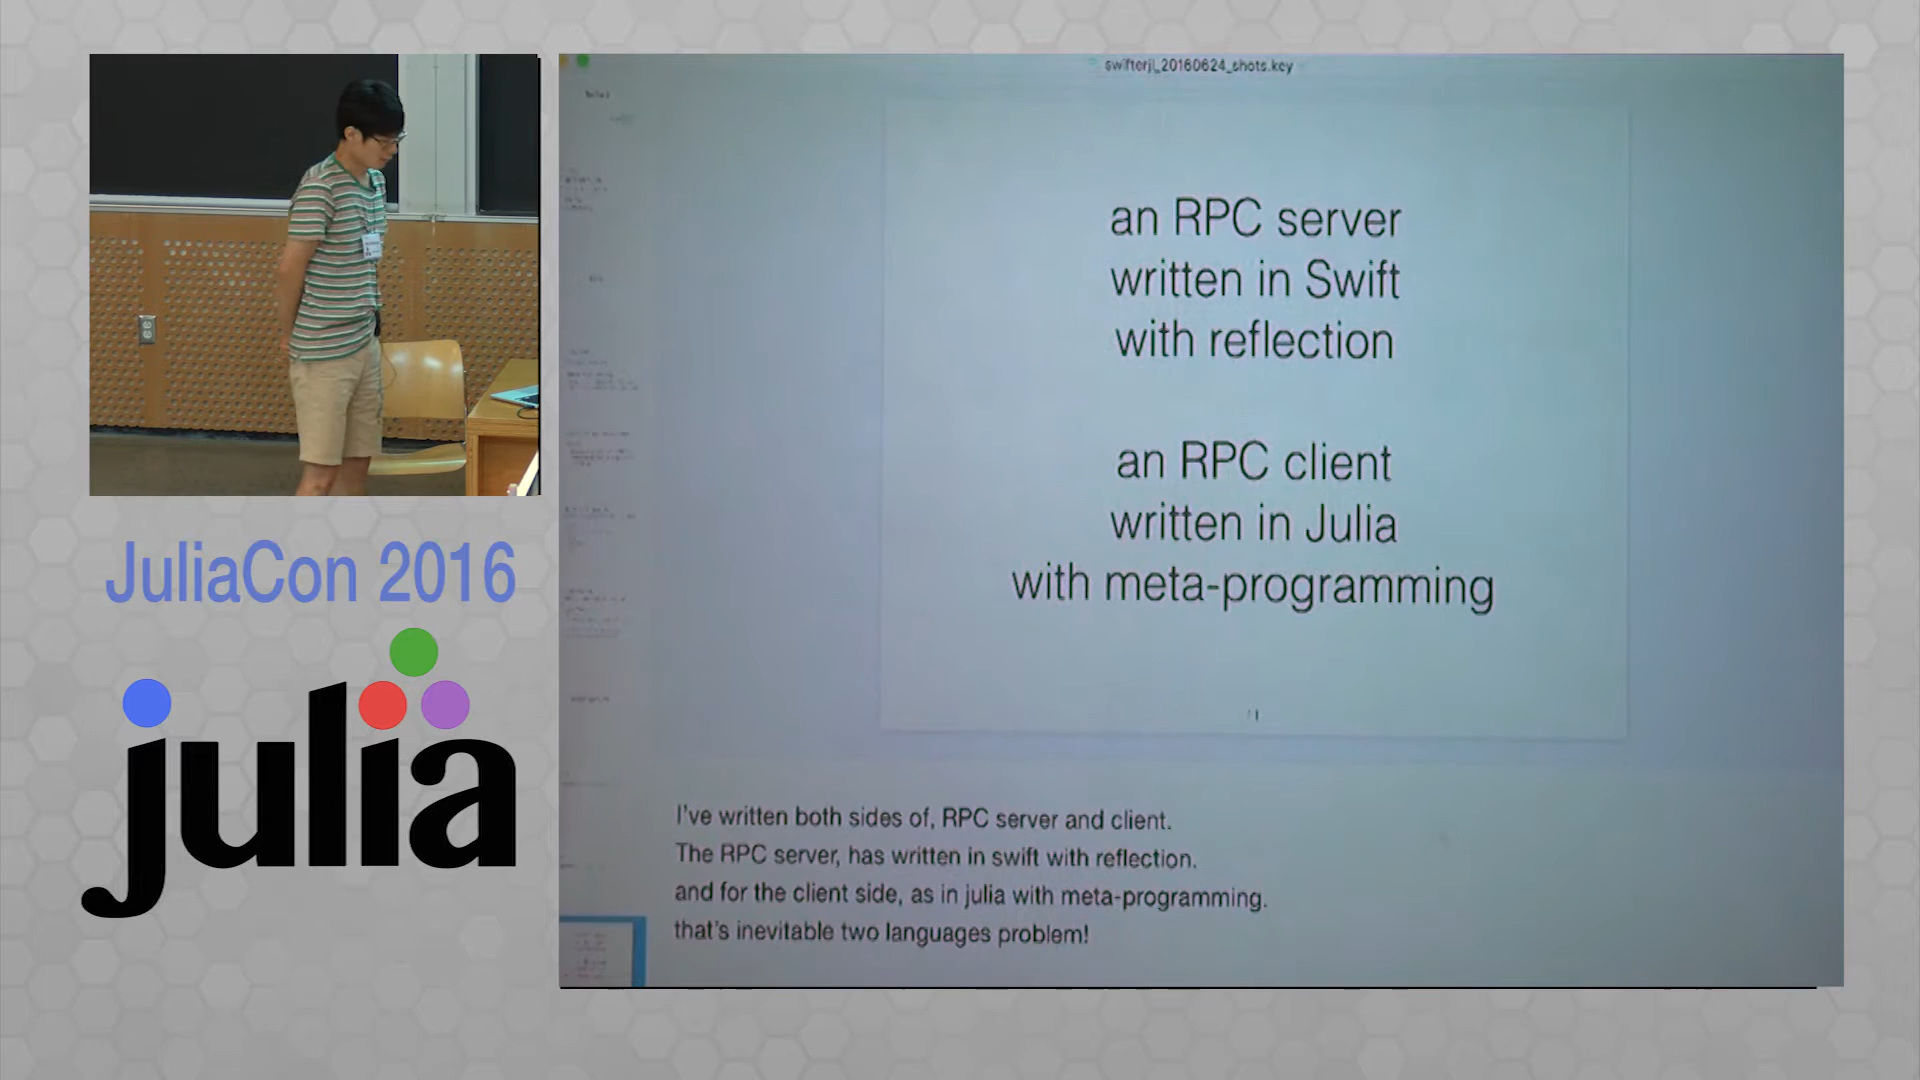 swifterjl_20160624_shots.key
an RPC server
written in Swift
with reflection
an RPC client
written in Julia
with meta-programming
11
I've written both sides of, RPC server and client.
The RPC server, has written in swift with reflection.
and for the client side, as in julia with meta-programming.
that's inevitable two languages problem!
JuliaCon 2016
julia